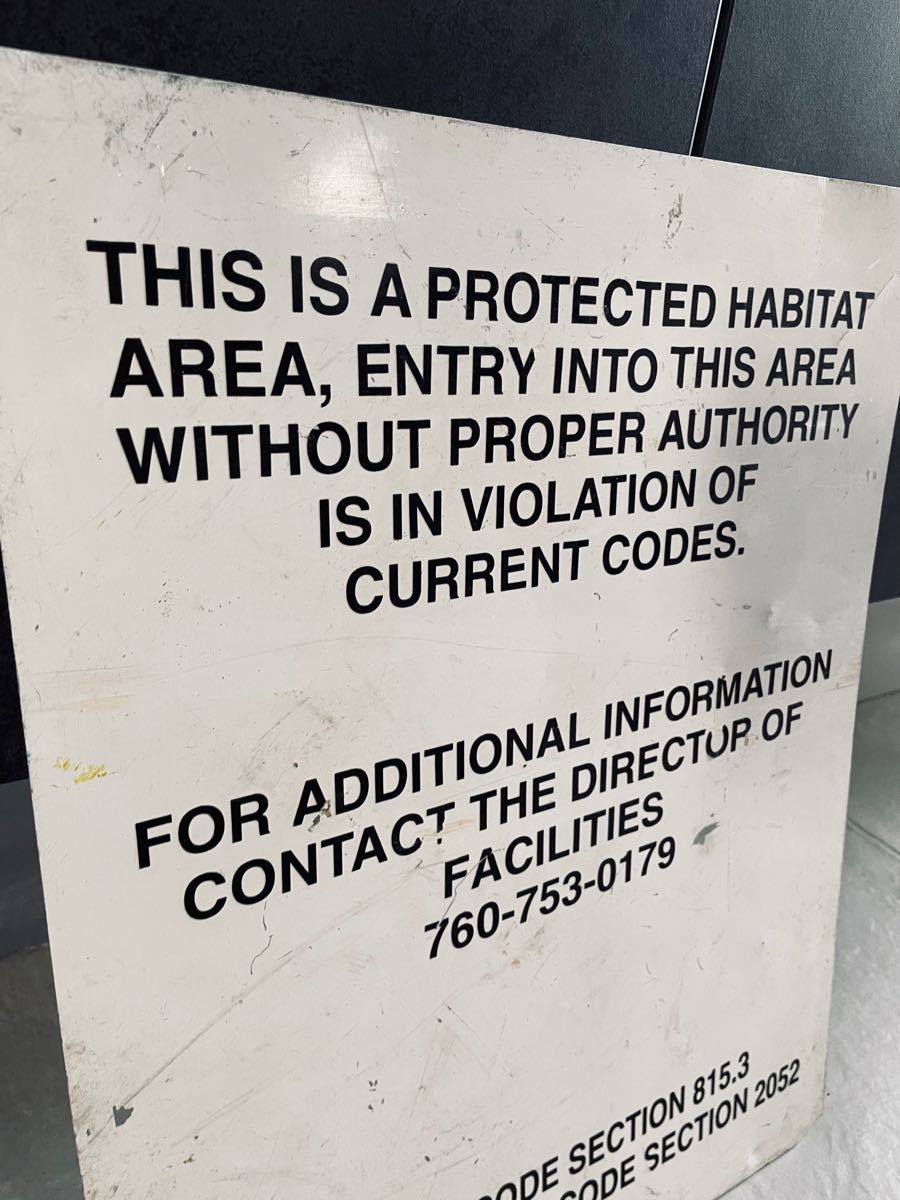 THIS IS A PROTECTED HABITAT
AREA, ENTRY INTO THIS AREA
WITHOUT PROPER AUTHORITY
IS IN VIOLATION OF
CURRENT CODES.
FOR ADDITIONAL INFORMATION
CONTACT THE DIRECTOR OF
FACILITIES
760-753-0179
CODE SECTION 815.3
CODE SECTION 2052